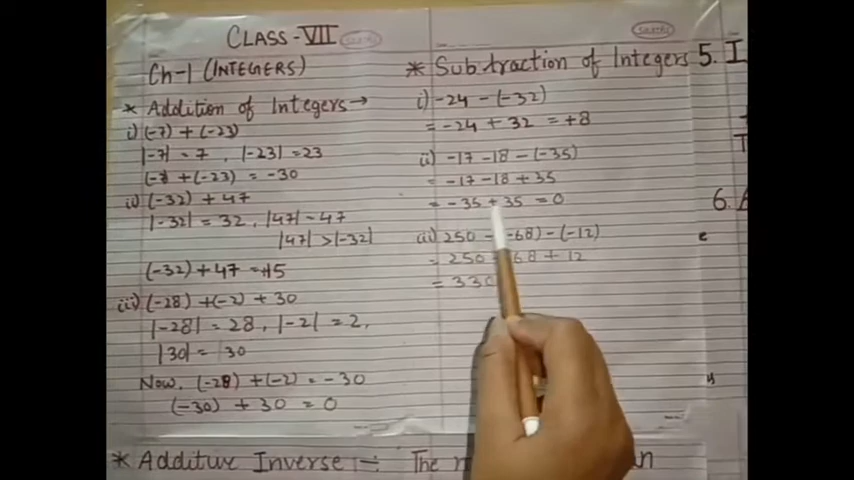 CLASS-VII
Ch-1 (INTEGERS)
* Addition of Integers→
i) (-7) + (-23)
|-7| = 7 , |-23| = 23
(-7) + (-23) = -30
ii) (-32) + 47
|-32| = 32, |47| = 47
|47| > |-32|
(-32) + 47 = +15
iii) (-28) + (-2) + 30
|-28| = 28, |-2| = 2,
|30| = 30
Now, (-28) + (-2) = -30
(-30) + 30 = 0
* Additive Inverse :- The
* Subtraction of Integers
i) -24 - (-32)
= -24 + 32 = +8
ii) -17 -18 - (-35)
= -17 -18 + 35
= -35 + 35 = 0
iii) 250 - (-68) - (-12)
= 250 + 68 + 12
= 330
5. I
6.